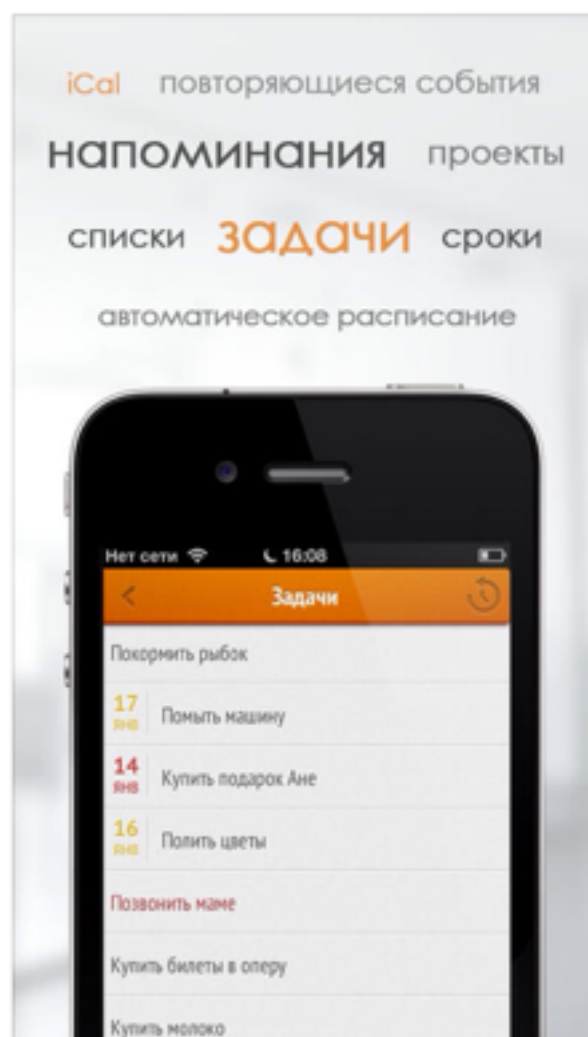 iCal повторяющиеся события
напоминания проекты
списки задачи сроки
автоматическое расписание
Нет сети 16:08
Задачи
Покормить рыбок
17 ЯНВ Помыть машину
14 ЯНВ Купить подарок Ане
16 ЯНВ Полить цветы
Позвонить маме
Купить билеты в оперу
Купить молоко